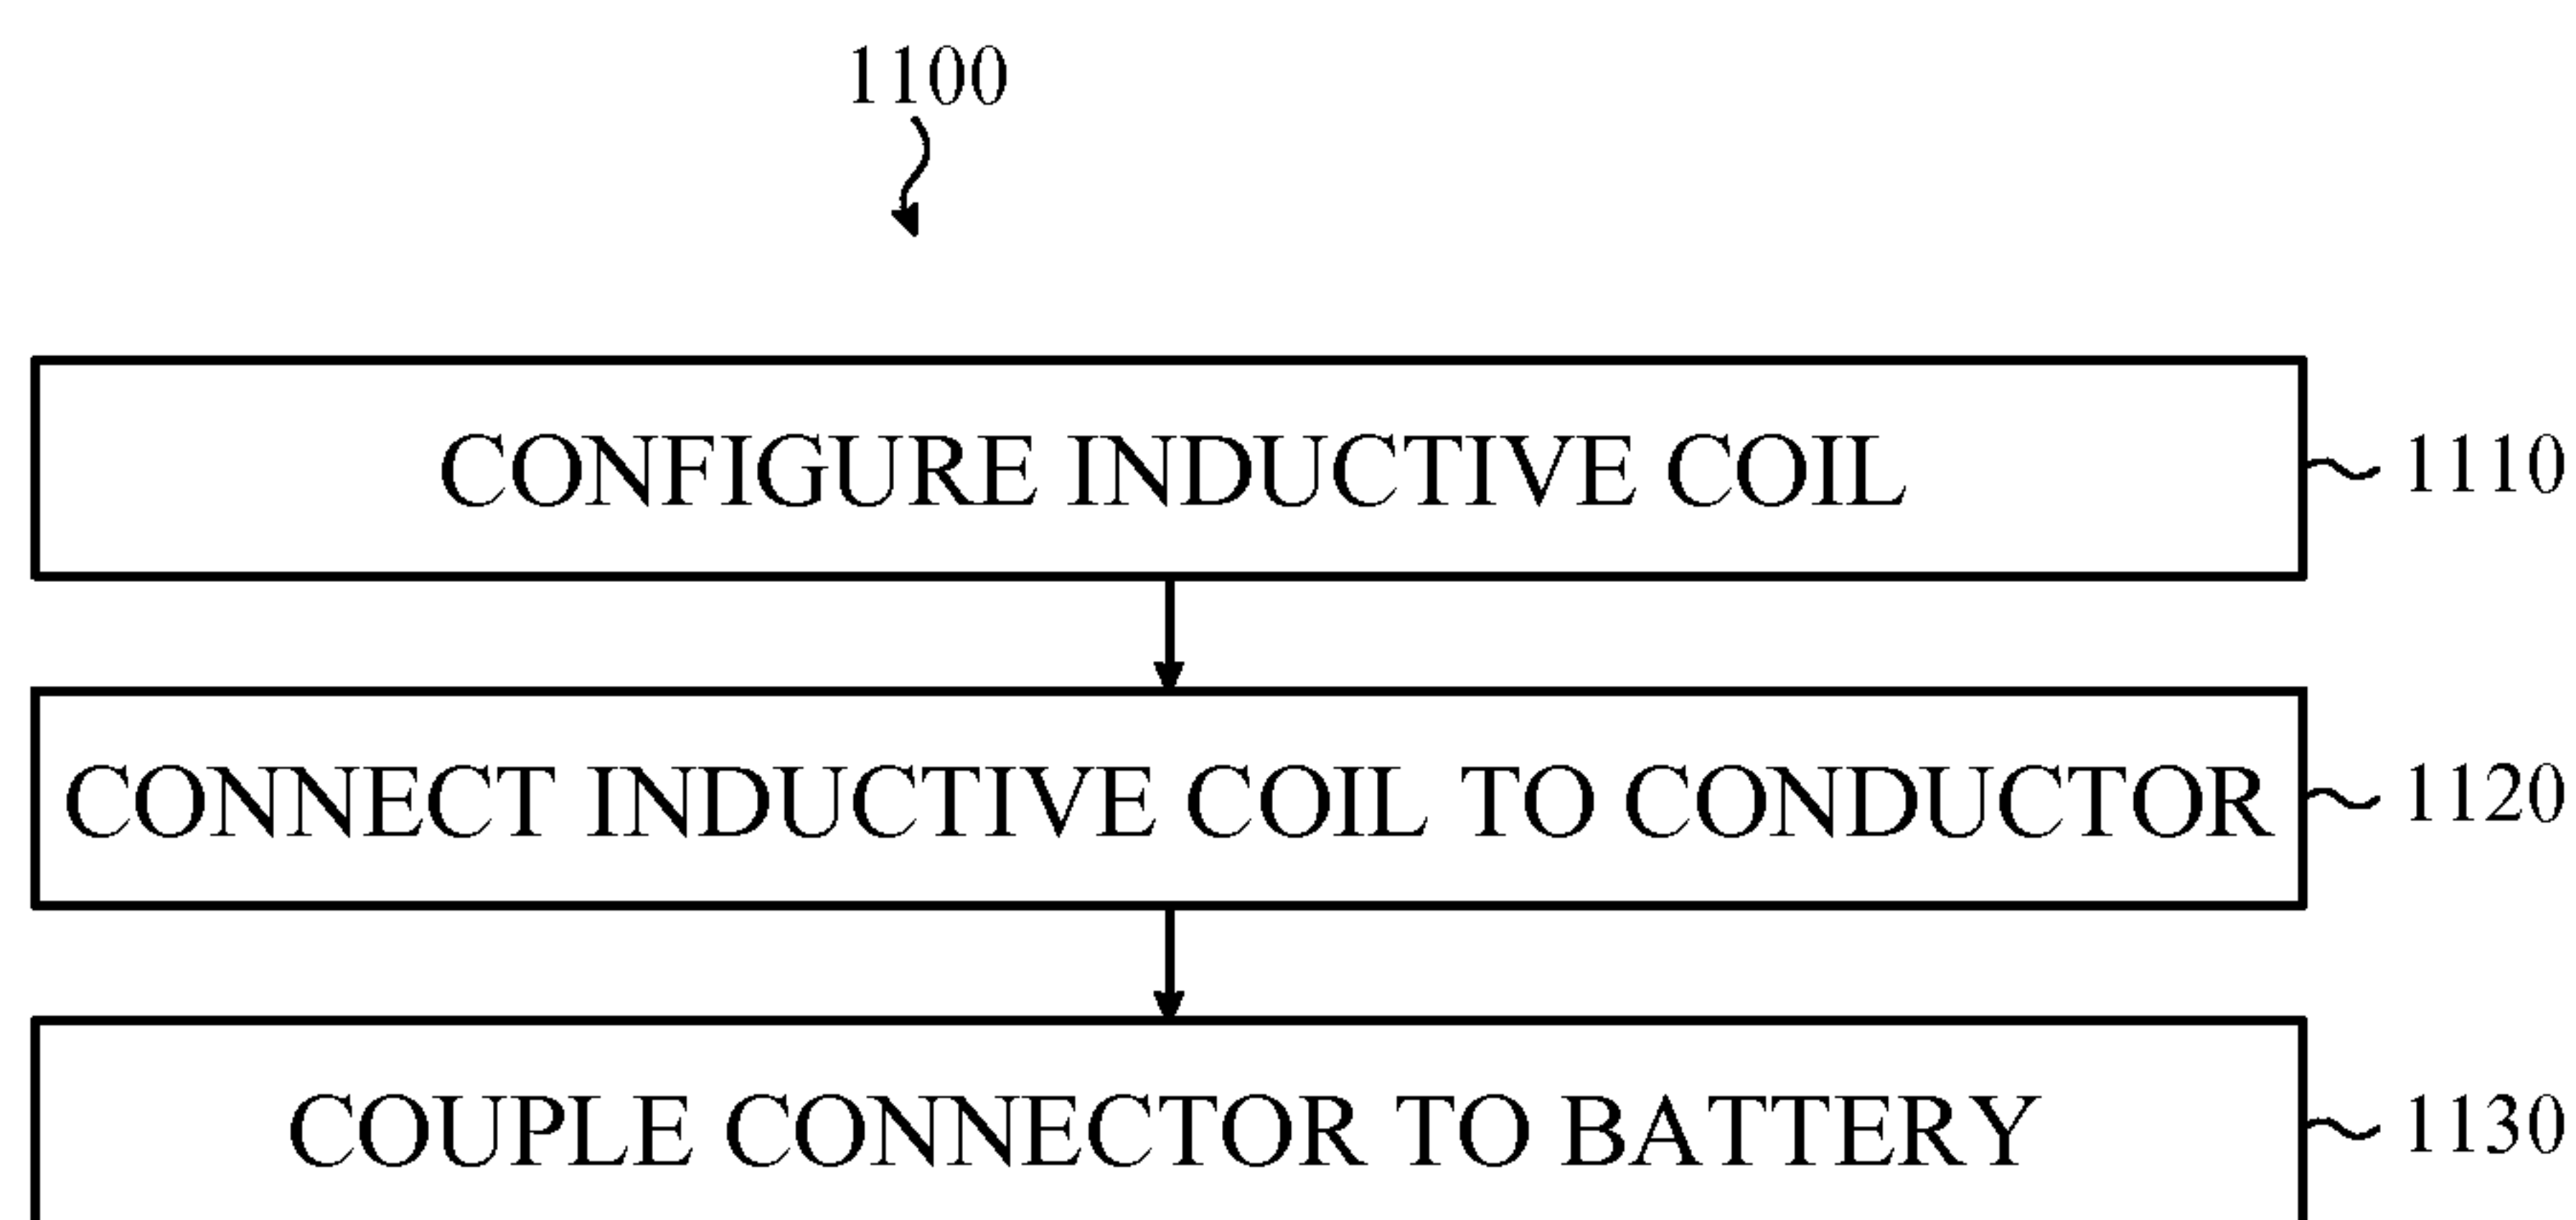 1100
CONFIGURE INDUCTIVE COIL
1110
CONNECT INDUCTIVE COIL TO CONDUCTOR
1120
COUPLE CONNECTOR TO BATTERY
1130